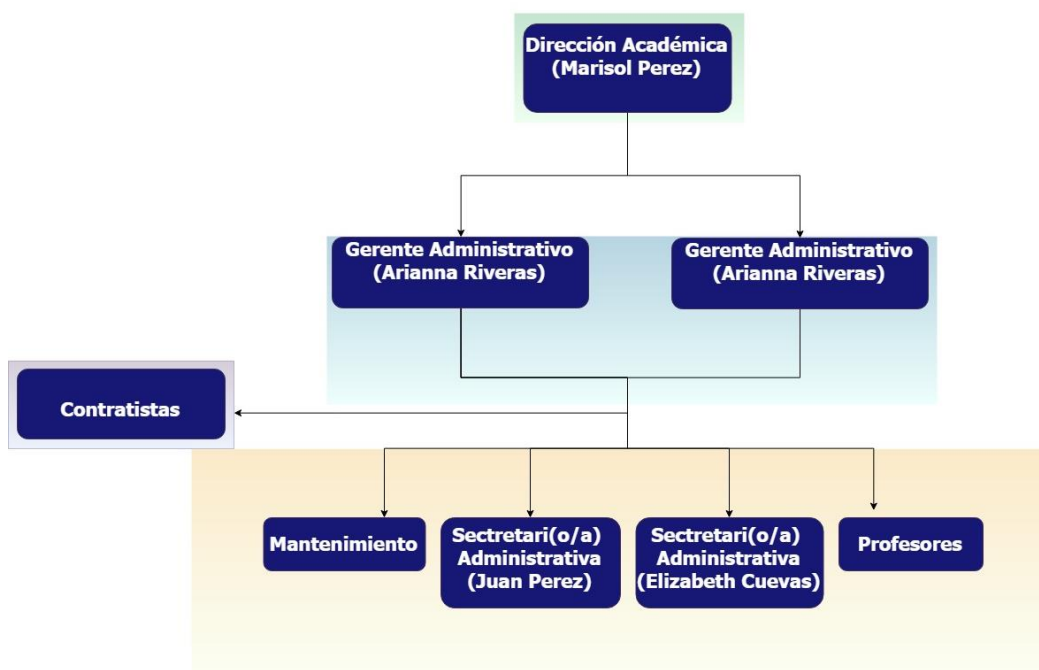 Dirección Académica
(Marisol Perez)
Gerente Administrativo
(Arianna Riveras)
Gerente Administrativo
(Arianna Riveras)
Contratistas
Mantenimiento
Sectretari(o/a)
Administrativa
(Juan Perez)
Sectretari(o/a)
Administrativa
(Elizabeth Cuevas)
Profesores